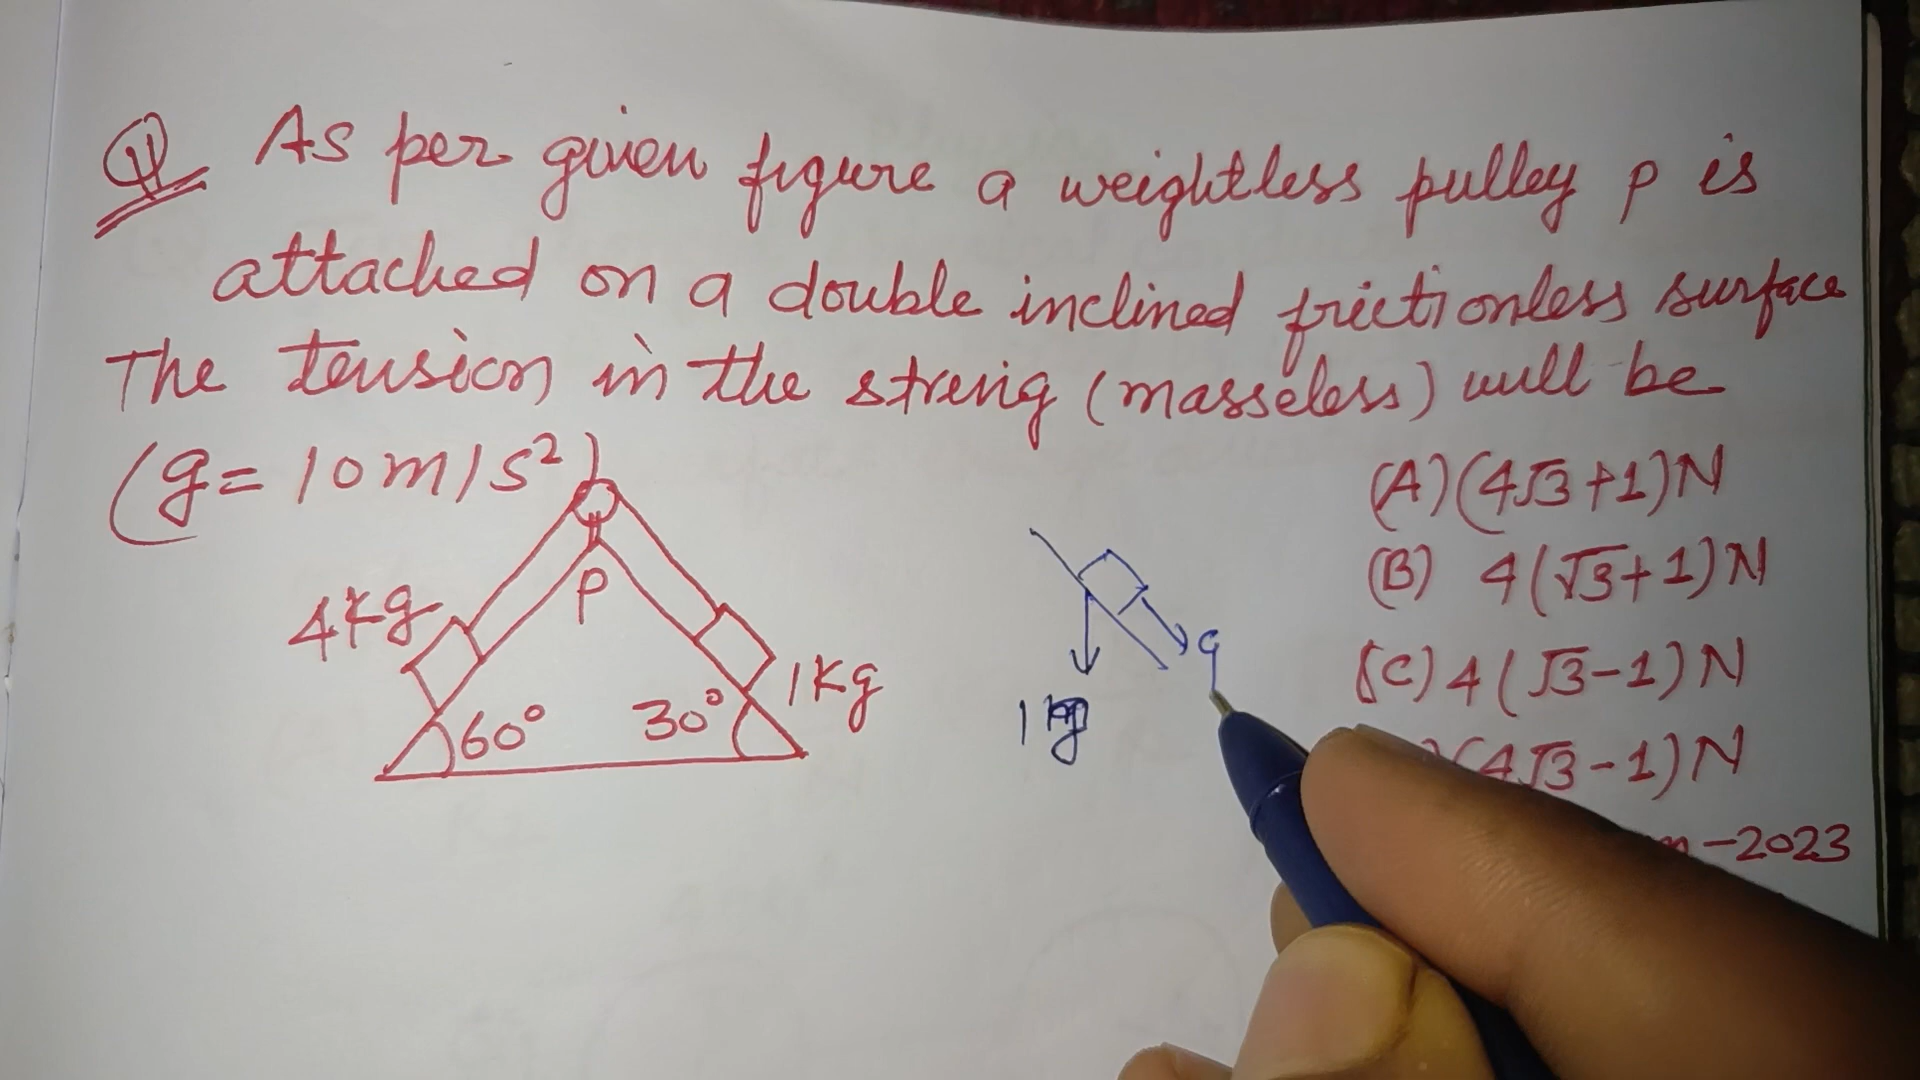 Q As per given figure a weightless pulley P is
attached on a double inclined frictionless surface
The tension in the string (masseless) will be
(g = 10 m/s²)
(A) (4√3+1)N
(B) 4(√3+1)N
(C) 4(√3-1)N
(4√3-1)N
-2023
P
4kg
1kg
60°
30°
1kg